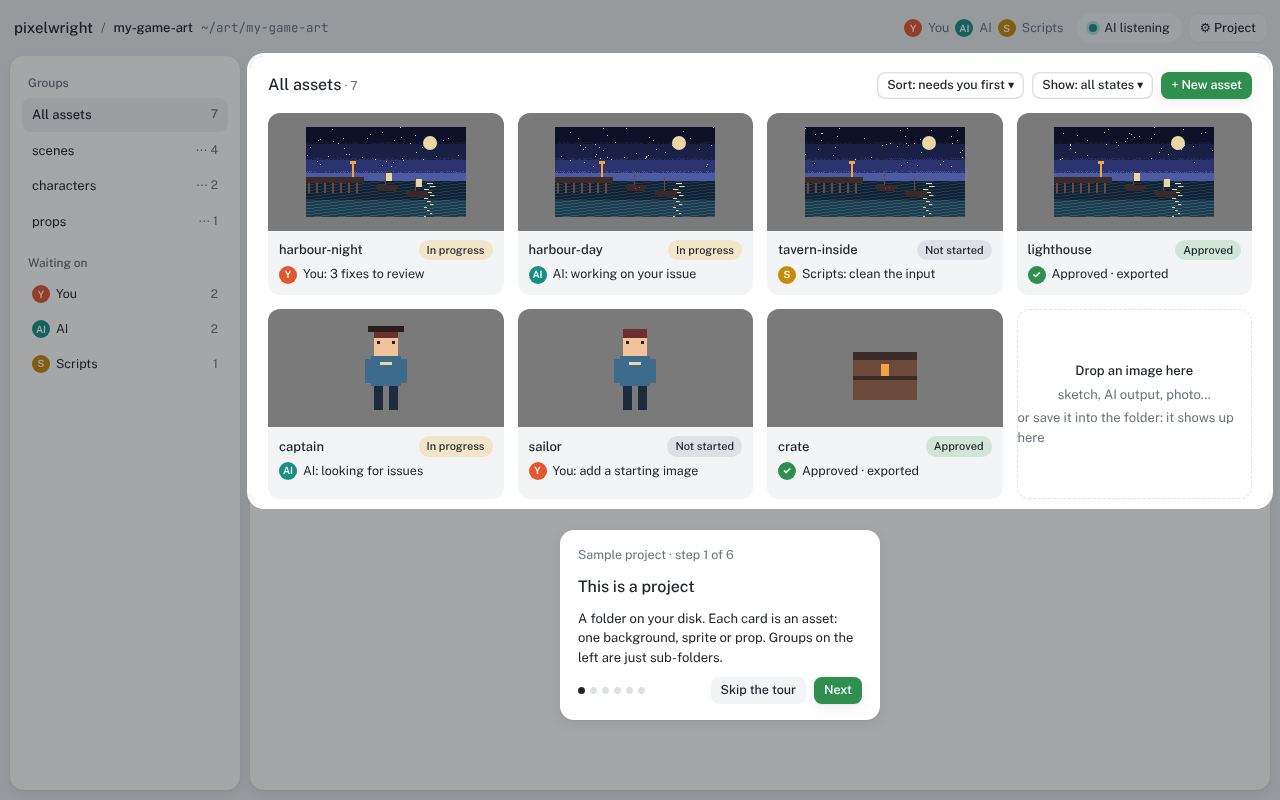 pixelwright / my-game-art ~/art/my-game-art
Y You AI AI S Scripts
AI listening
⚙ Project
Groups
All assets 7
scenes ··· 4
characters ··· 2
props ··· 1
Waiting on
Y You 2
AI AI 2
S Scripts 1
All assets · 7
Sort: needs you first ▾
Show: all states ▾
+ New asset
harbour-night In progress
Y You: 3 fixes to review
harbour-day In progress
AI AI: working on your issue
tavern-inside Not started
S Scripts: clean the input
lighthouse Approved
✓ Approved · exported
captain In progress
AI AI: looking for issues
sailor Not started
Y You: add a starting image
crate Approved
✓ Approved · exported
Drop an image here
sketch, AI output, photo...
or save it into the folder: it shows up
here
Sample project · step 1 of 6
This is a project
A folder on your disk. Each card is an asset:
one background, sprite or prop. Groups on the
left are just sub-folders.
Skip the tour
Next